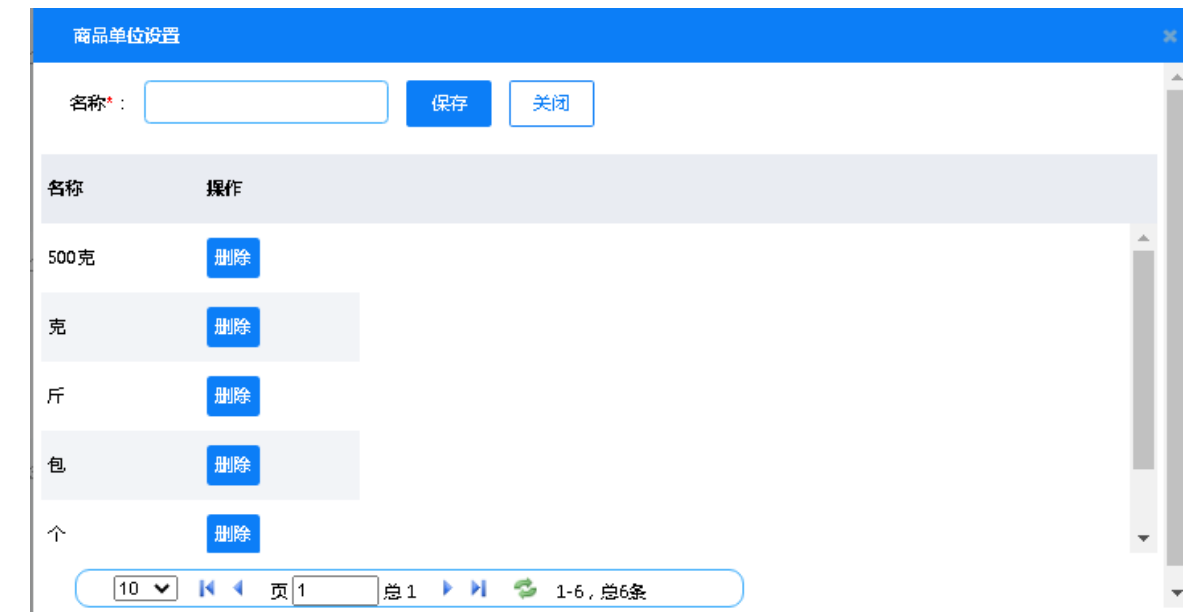 商品单位设置
名称*： 保存 关闭
名称 操作
500克 删除
克 删除
斤 删除
包 删除
个 删除
10 页 1 总 1 1-6 , 总6条